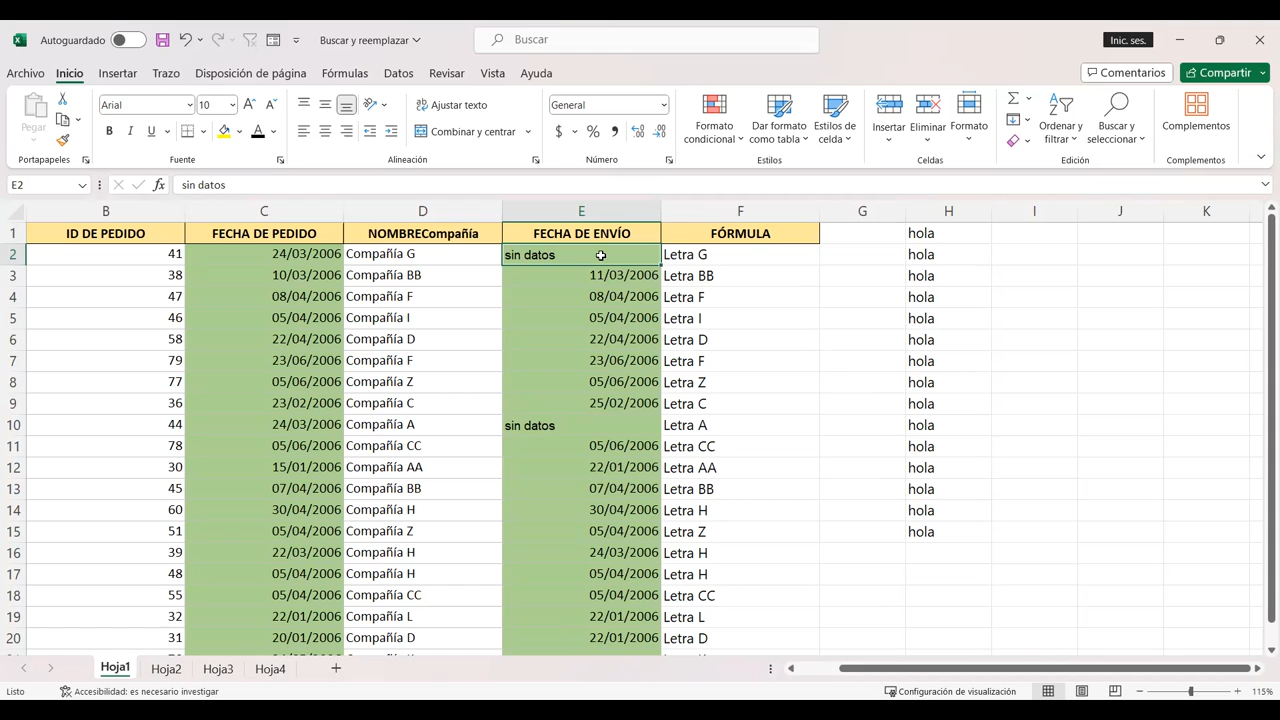 Autoguardado
Buscar y reemplazar
Buscar
Inic. ses.
Archivo Inicio Insertar Trazo Disposición de página Fórmulas Datos Revisar Vista Ayuda
Comentarios Compartir
Pegar
Arial 10
N K S
Ajustar texto
Combinar y centrar
General
$ % 000
Formato condicional
Dar formato como tabla
Estilos de celda
Insertar
Eliminar
Formato
Ordenar y filtrar
Buscar y seleccionar
Complementos
Portapapeles Fuente Alineación Número Estilos Celdas Edición Complementos
E2 fx sin datos
B C D E F G H I J K
1 ID DE PEDIDO FECHA DE PEDIDO NOMBRECompañía FECHA DE ENVÍO FÓRMULA hola
2 41 24/03/2006 Compañía G sin datos Letra G hola
3 38 10/03/2006 Compañía BB 11/03/2006 Letra BB hola
4 47 08/04/2006 Compañía F 08/04/2006 Letra F hola
5 46 05/04/2006 Compañía I 05/04/2006 Letra I hola
6 58 22/04/2006 Compañía D 22/04/2006 Letra D hola
7 79 23/06/2006 Compañía F 23/06/2006 Letra F hola
8 77 05/06/2006 Compañía Z 05/06/2006 Letra Z hola
9 36 23/02/2006 Compañía C 25/02/2006 Letra C hola
10 44 24/03/2006 Compañía A sin datos Letra A hola
11 78 05/06/2006 Compañía CC 05/06/2006 Letra CC hola
12 30 15/01/2006 Compañía AA 22/01/2006 Letra AA hola
13 45 07/04/2006 Compañía BB 07/04/2006 Letra BB hola
14 60 30/04/2006 Compañía H 30/04/2006 Letra H hola
15 51 05/04/2006 Compañía Z 05/04/2006 Letra Z hola
16 39 22/03/2006 Compañía H 24/03/2006 Letra H
17 48 05/04/2006 Compañía H 05/04/2006 Letra H
18 55 05/04/2006 Compañía CC 05/04/2006 Letra CC
19 32 22/01/2006 Compañía L 22/01/2006 Letra L
20 31 20/01/2006 Compañía D 22/01/2006 Letra D
Hoja1 Hoja2 Hoja3 Hoja4
Listo Accesibilidad: es necesario investigar Configuración de visualización 115%